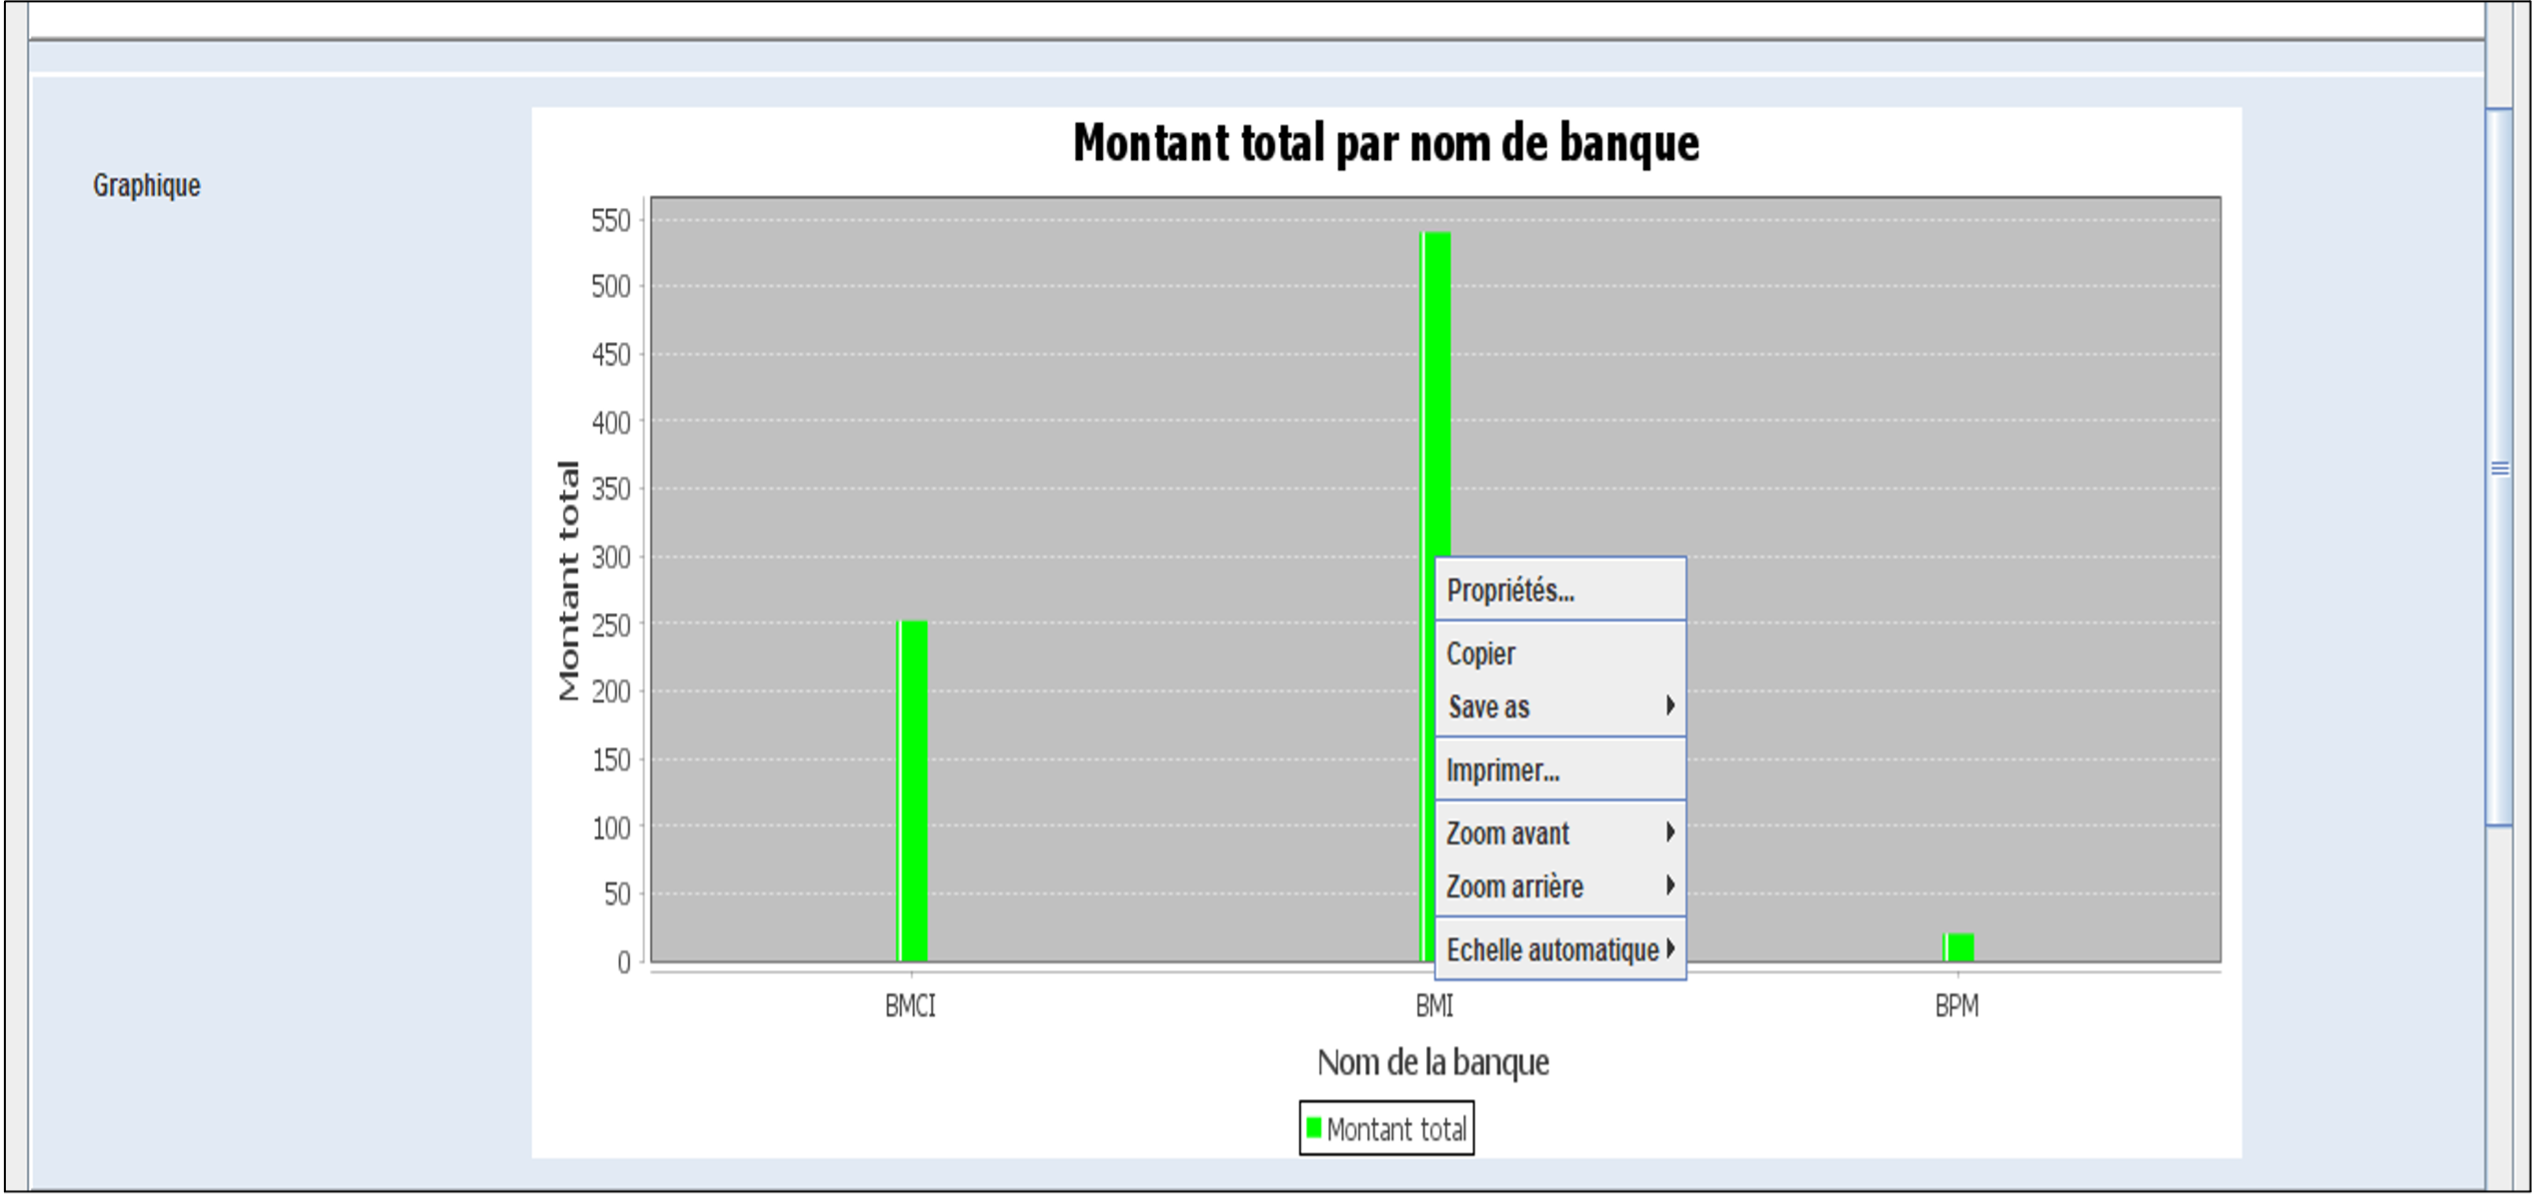 Montant total par nom de banque
Graphique
Montant total
550
500
450
400
350
300
250
200
150
100
50
0
Propriétés...
Copier
Save as
Imprimer...
Zoom avant
Zoom arrière
Echelle automatique
BMCI
BMI
BPM
Nom de la banque
Montant total